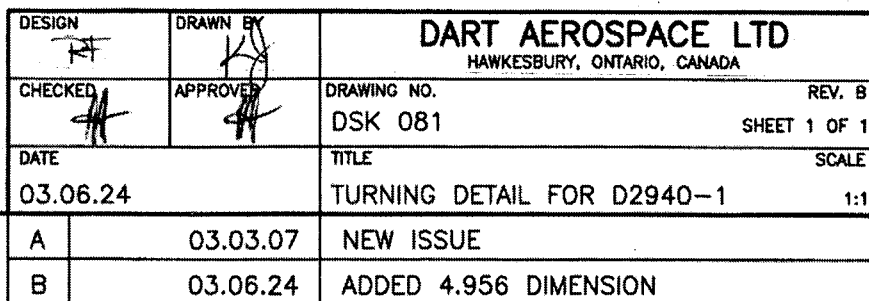 DESIGN
DRAWN BY
DART AEROSPACE LTD
HAWKESBURY, ONTARIO, CANADA
CHECKED
APPROVED
DRAWING NO.
REV. B
DSK 081
SHEET 1 OF 1
DATE
TITLE
SCALE
03.06.24
TURNING DETAIL FOR D2940-1
1:1
A
03.03.07
NEW ISSUE
B
03.06.24
ADDED 4.956 DIMENSION